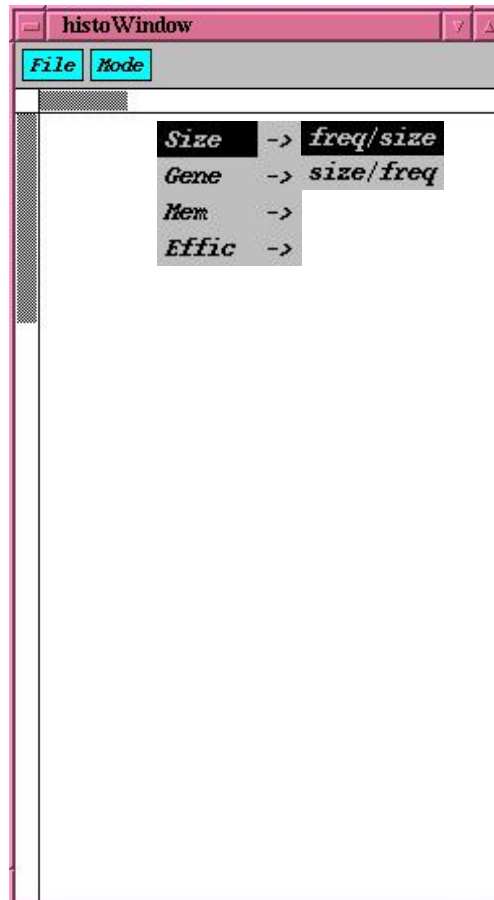 histoWindow
File Mode
Size -> freq/size
Gene -> size/freq
Mem ->
Effic ->